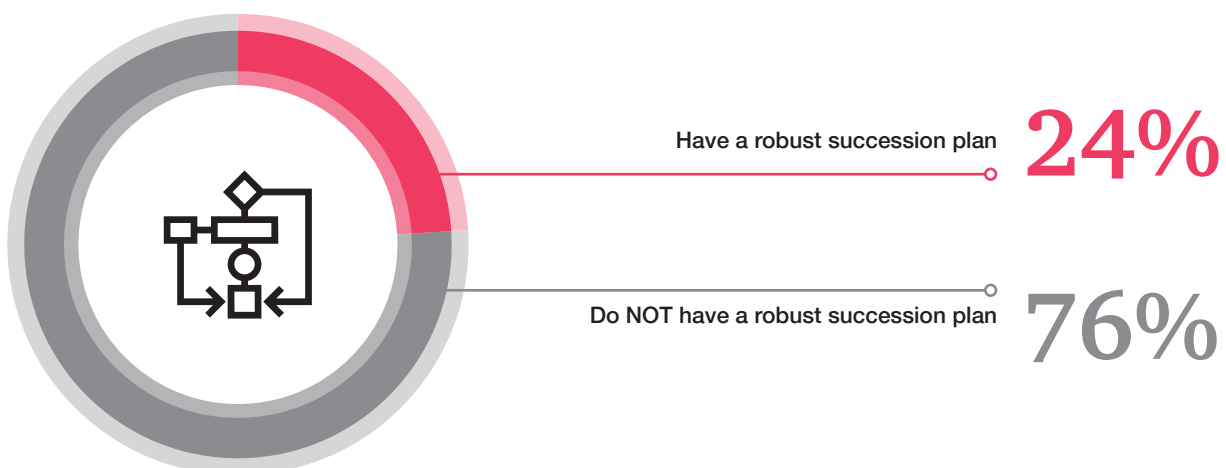 Have a robust succession plan
24%
Do NOT have a robust succession plan
76%